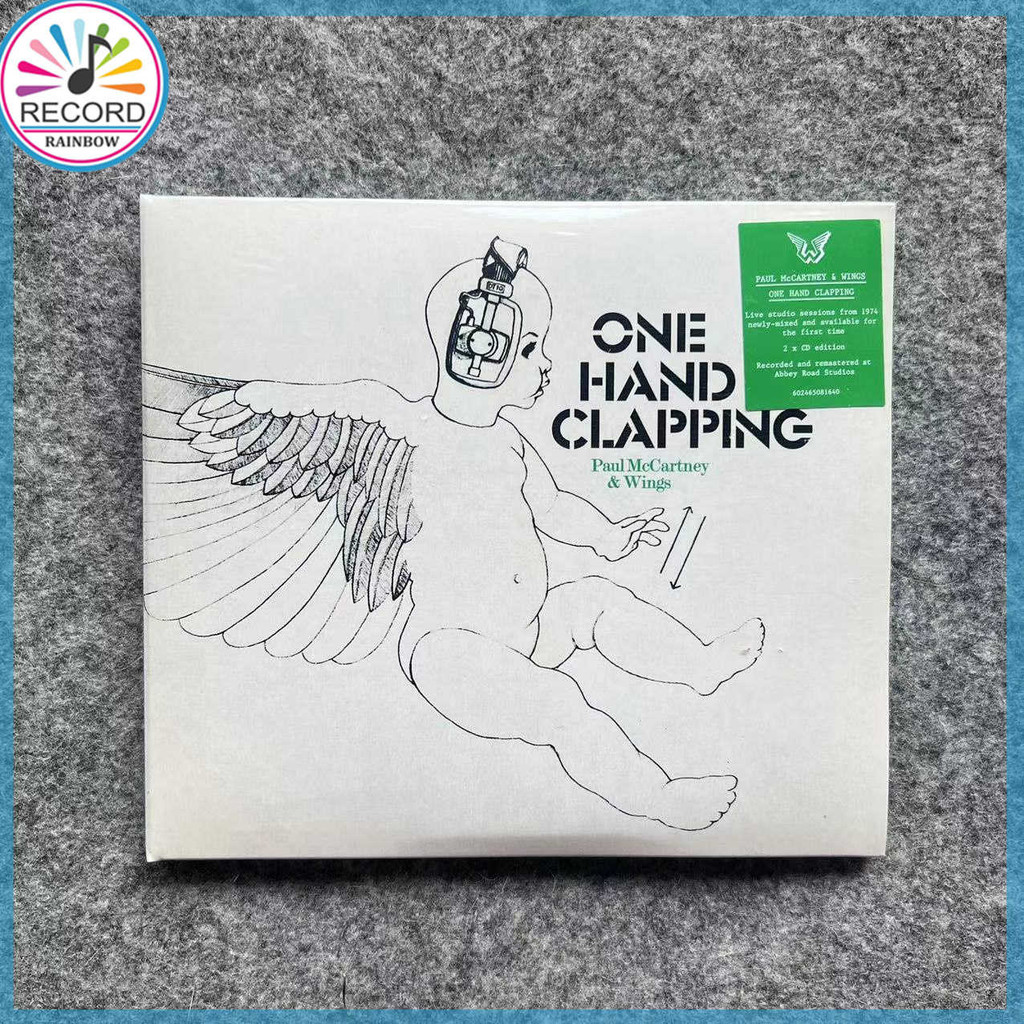 RECORD
RAINBOW
PAUL McCARTNEY & WINGS
ONE HAND CLAPPING
Live studio sessions from 1974
newly-mixed and available for
the first time
2 x CD edition
Recorded and remastered at
Abbey Road Studios
602465081640
ONE
HAND
CLAPPING
Paul McCartney
& Wings